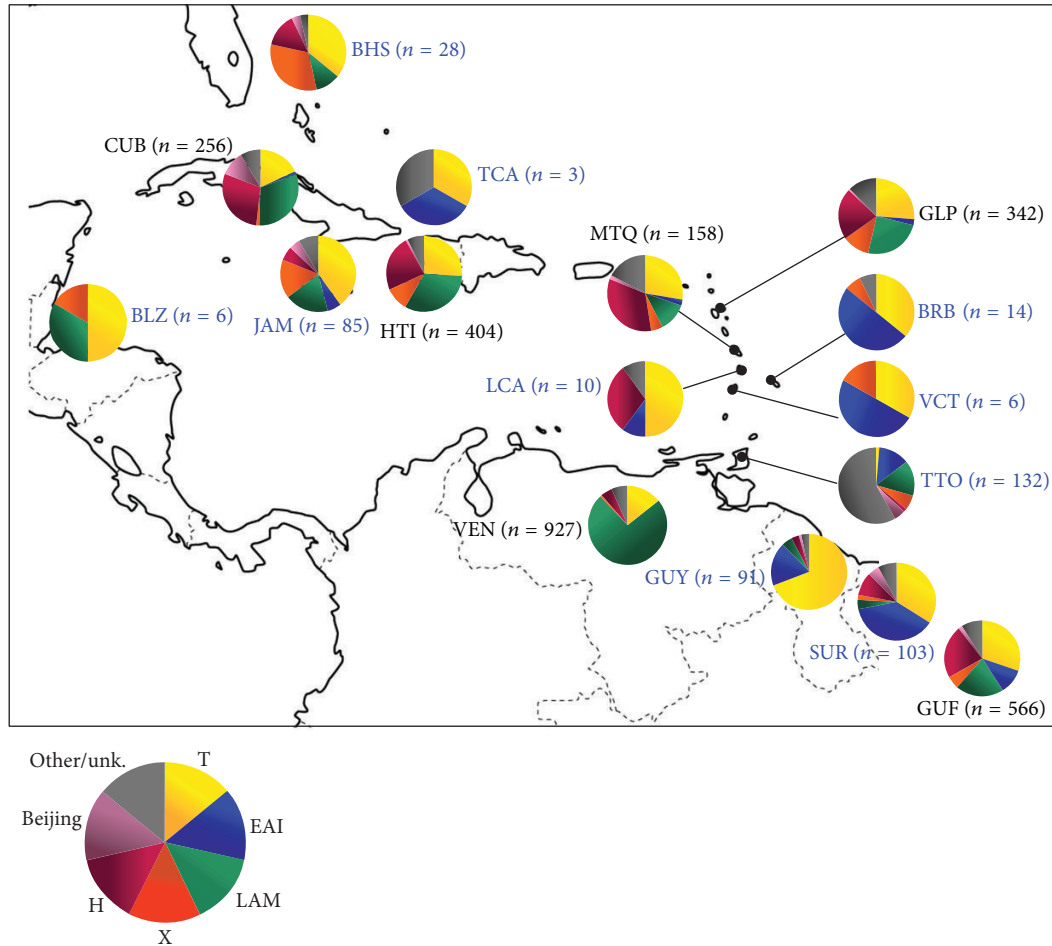 BHS (n = 28)
CUB (n = 256)
TCA (n = 3)
GLP (n = 342)
MTQ (n = 158)
BLZ (n = 6)
JAM (n = 85)
HTI (n = 404)
BRB (n = 14)
LCA (n = 10)
VCT (n = 6)
TTO (n = 132)
VEN (n = 927)
GUY (n = 91)
SUR (n = 103)
GUF (n = 566)
Other/unk.
T
Beijing
EAI
H
LAM
X